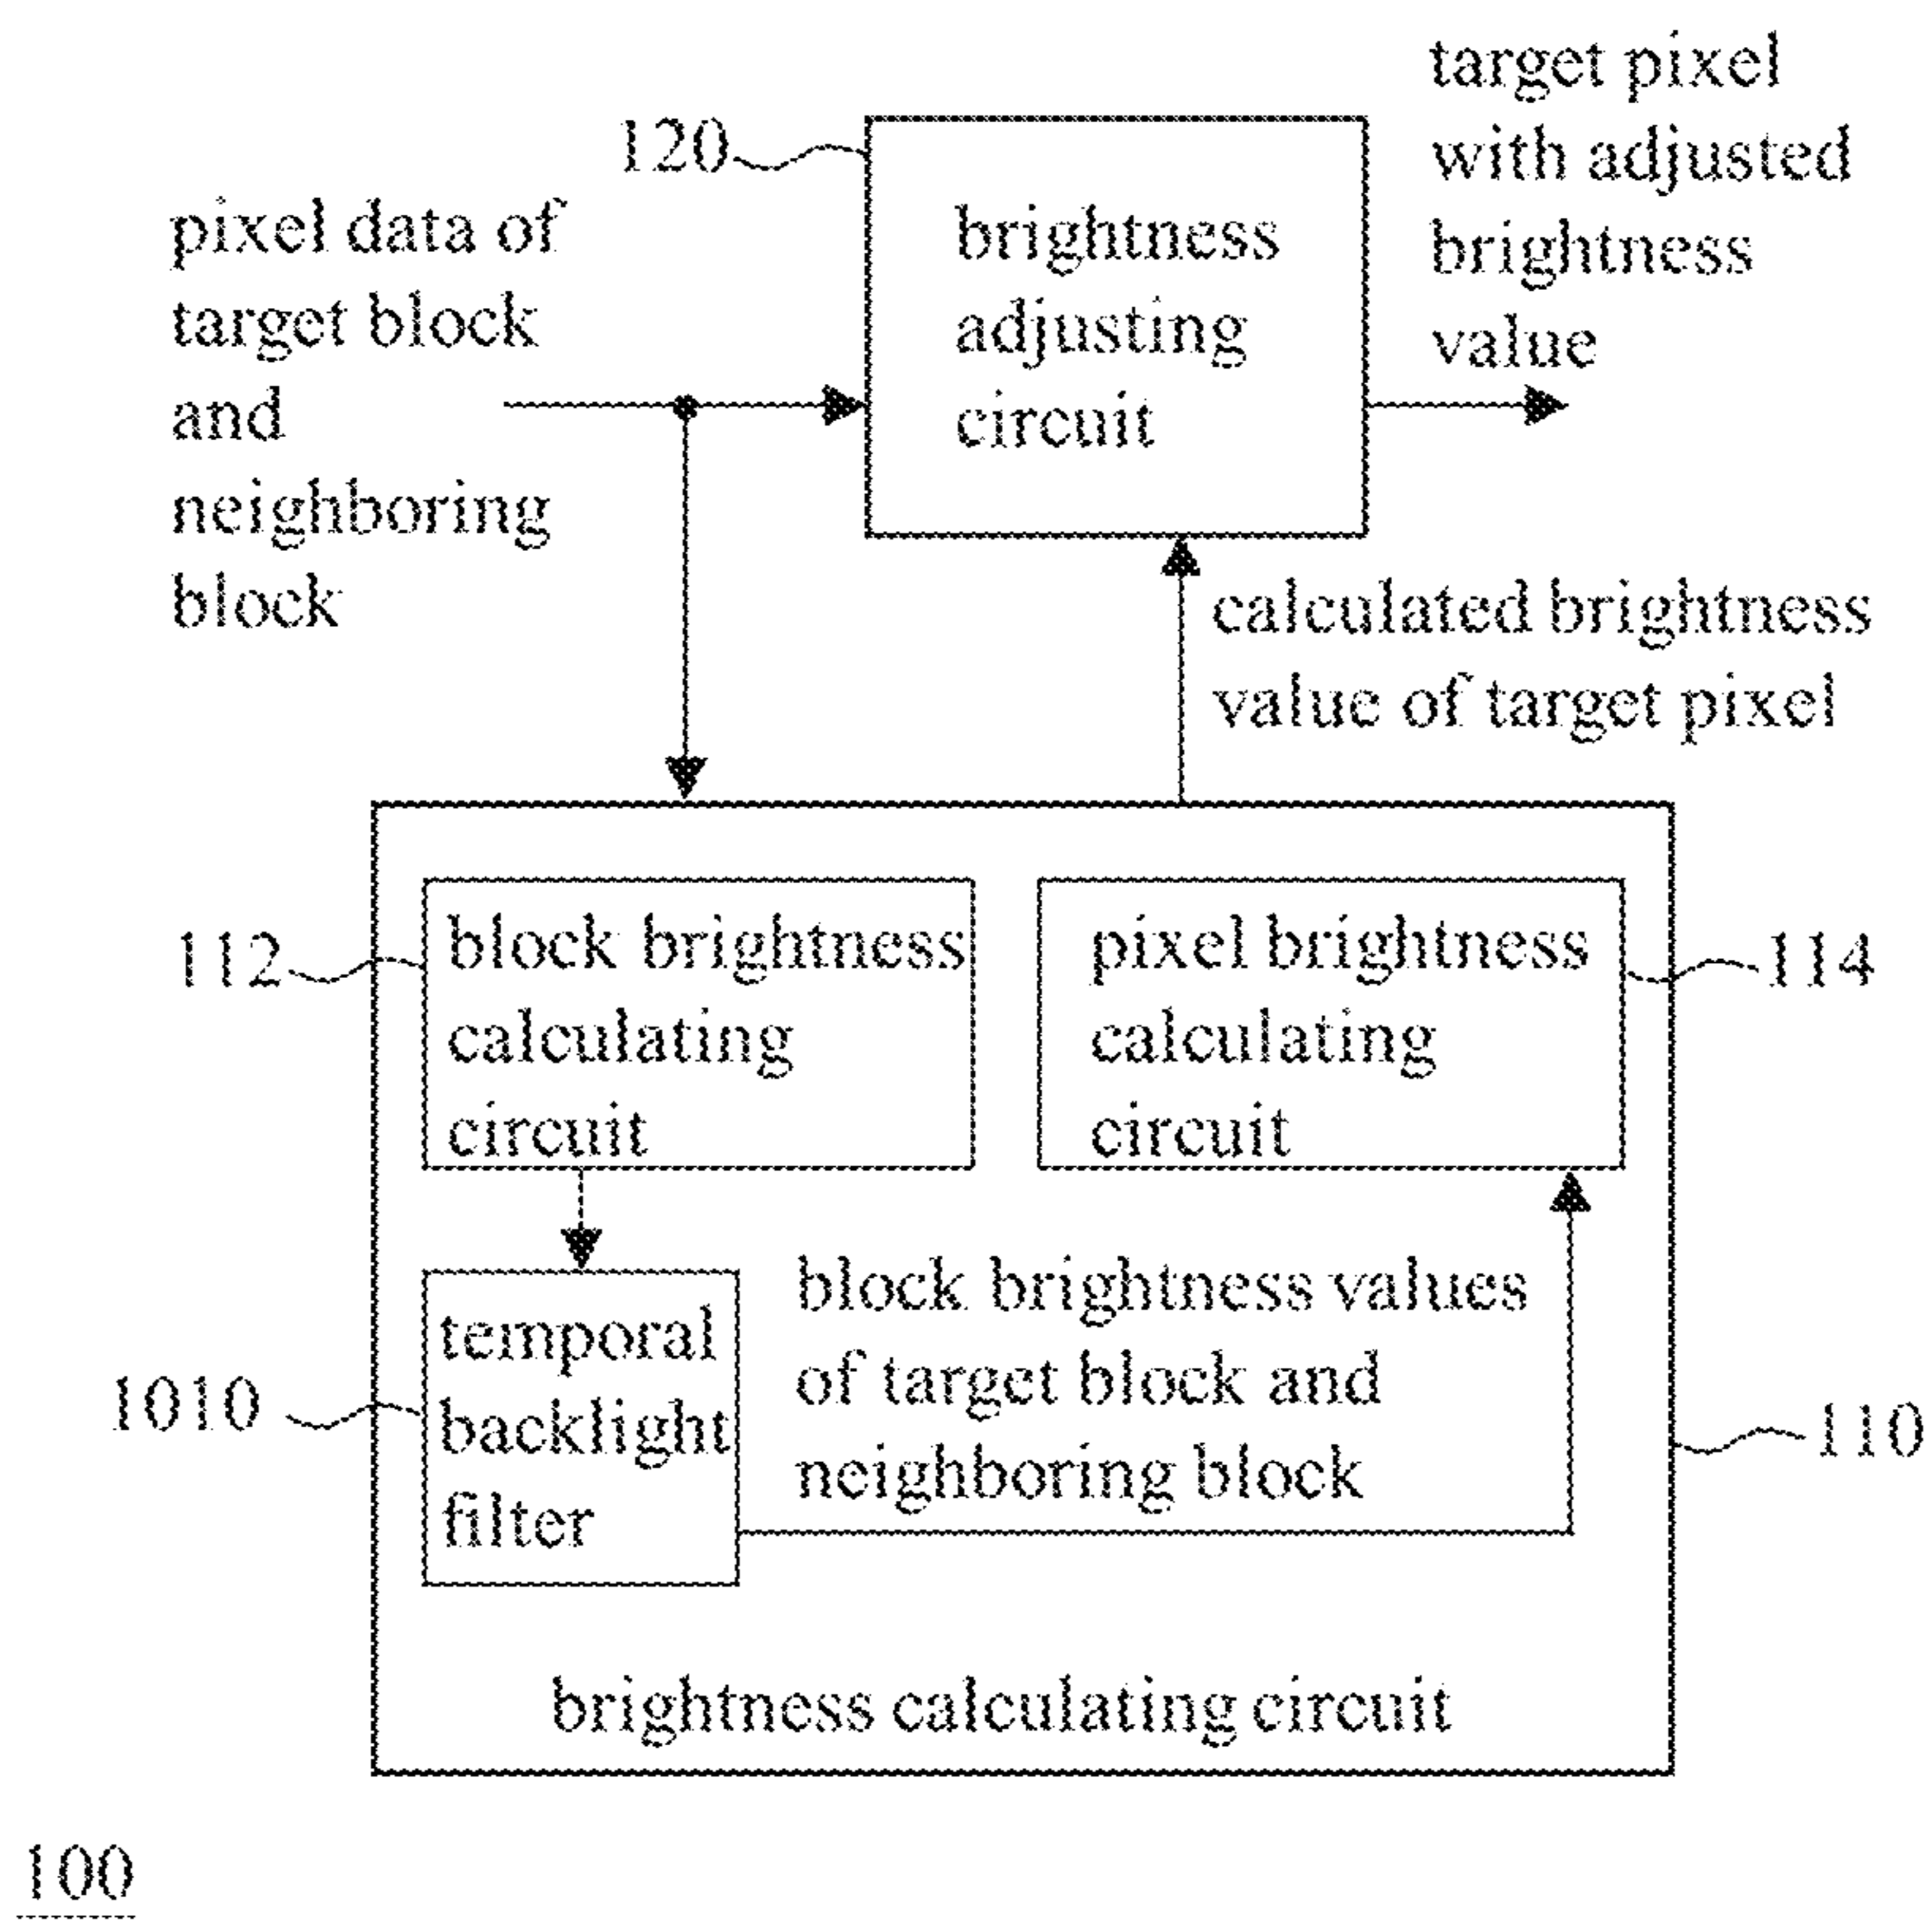 target pixel
with adjusted
brightness
value
120
brightness
adjusting
circuit
pixel data of
target block
and
neighboring
block
calculated brightness
value of target pixel
112
block brightness
calculating
circuit
pixel brightness
calculating
circuit
114
1010
temporal
backlight
filter
block brightness values
of target block and
neighboring block
110
brightness calculating circuit
100